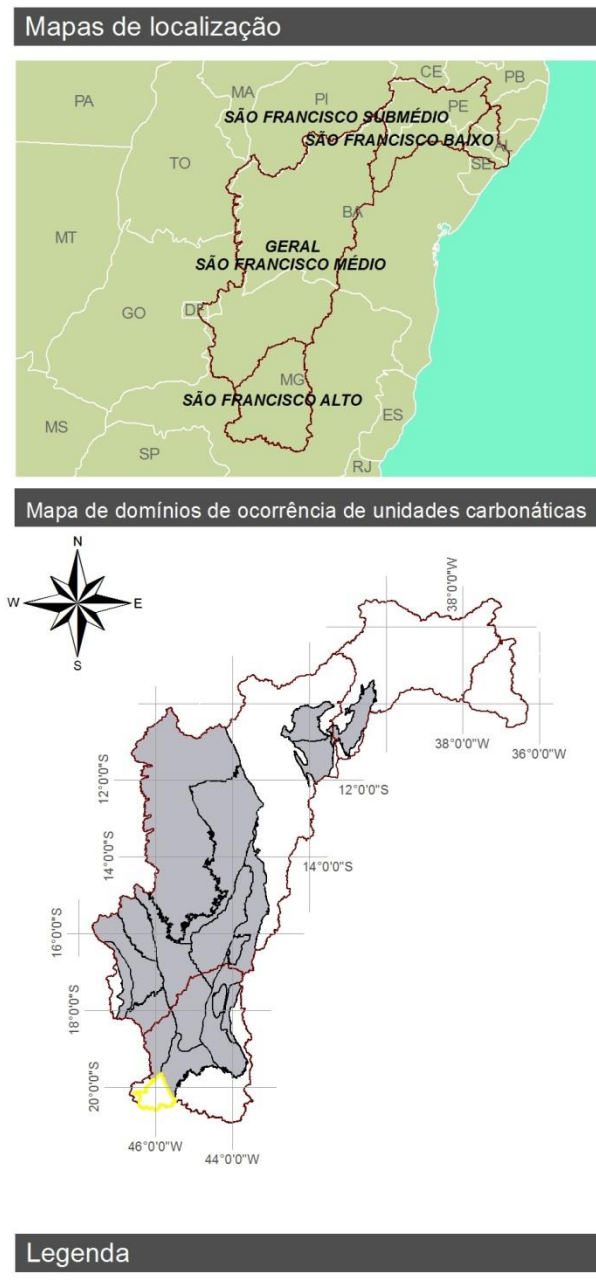 Mapas de localização
CE
PB
MA
PI
PA
PE
SÃO FRANCISCO SUBMÉDIO
SÃO FRANCISCO BAIXO
AL
SE
TO
BA
MT
GERAL
SÃO FRANCISCO MÉDIO
GO
DF
MG
SÃO FRANCISCO ALTO
ES
MS
SP
RJ
Mapa de domínios de ocorrência de unidades carbonáticas
N
W
E
S
38°0'0"W
38°0'0"W
36°0'0"W
12°0'0"S
12°0'0"S
14°0'0"S
14°0'0"S
16°0'0"S
18°0'0"S
20°0'0"S
46°0'0"W
44°0'0"W
Legenda